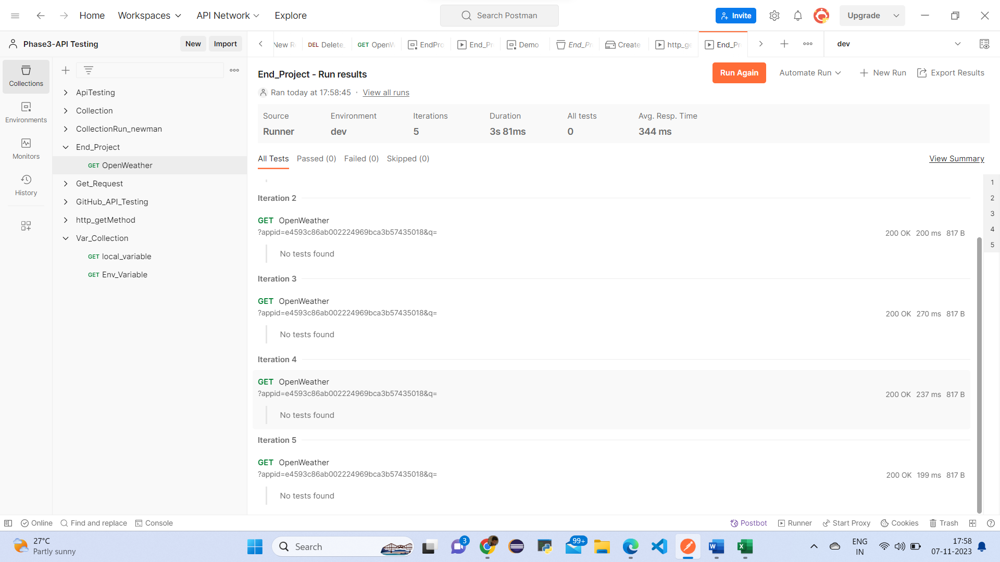 Home Workspaces API Network Explore Search Postman Invite Upgrade
Phase3-API Testing New Import New R DEL Delete GET OpenW EndPro End_Pr Demo End_Pr Create http_ge End_Pr dev
Collections
Environments
Monitors
History
ApiTesting
Collection
CollectionRun_newman
End_Project
GET OpenWeather
Get_Request
GitHub_API_Testing
http_getMethod
Var_Collection
GET local_variable
GET Env_Variable
End_Project - Run results Run Again Automate Run New Run Export Results
Ran today at 17:58:45 · View all runs
Source Environment Iterations Duration All tests Avg. Resp. Time
Runner dev 5 3s 81ms 0 344 ms
All Tests Passed (0) Failed (0) Skipped (0) View Summary
1
2
3
4
5
Iteration 2
GET OpenWeather
?appid=e4593c86ab002224969bca3b57435018&q= 200 OK 200 ms 817 B
No tests found
Iteration 3
GET OpenWeather
?appid=e4593c86ab002224969bca3b57435018&q= 200 OK 270 ms 817 B
No tests found
Iteration 4
GET OpenWeather
?appid=e4593c86ab002224969bca3b57435018&q= 200 OK 237 ms 817 B
No tests found
Iteration 5
GET OpenWeather
?appid=e4593c86ab002224969bca3b57435018&q= 200 OK 199 ms 817 B
No tests found
Online Find and replace Console Postbot Runner Start Proxy Cookies Trash
27°C
Partly sunny
Search 3 99+
ENG
IN
17:58
07-11-2023